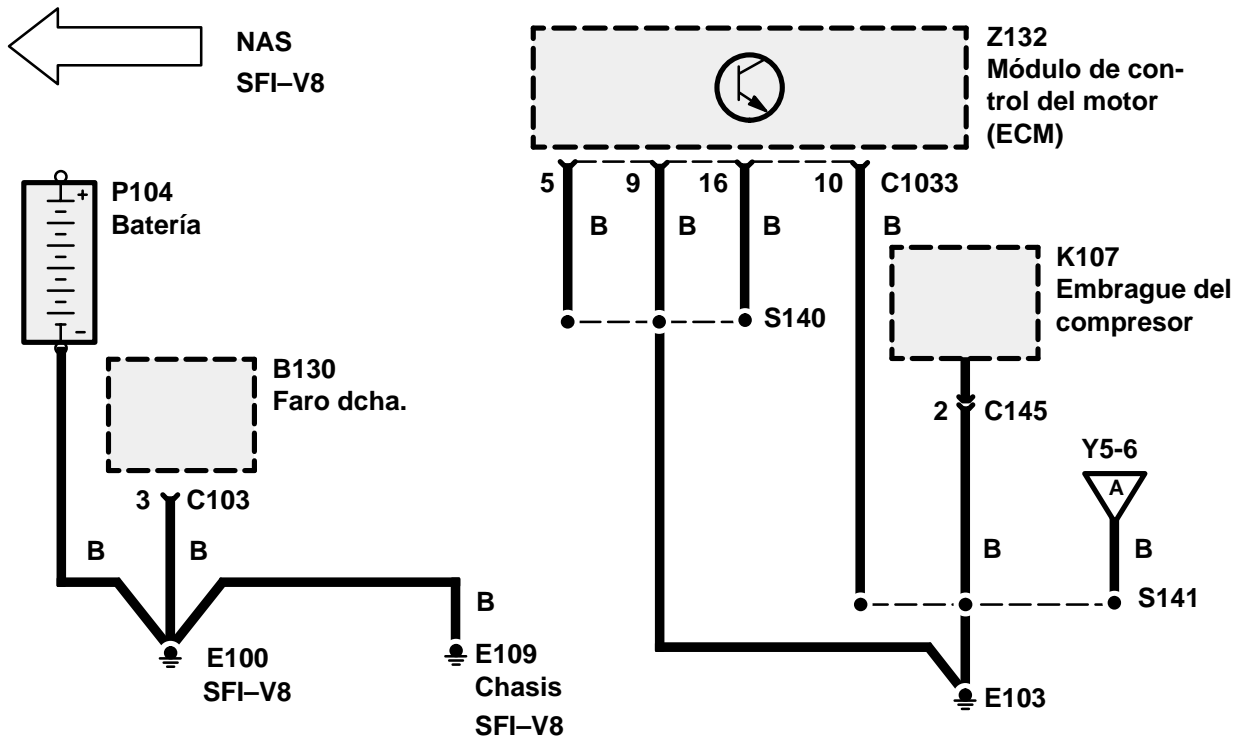 NAS
SFI–V8
Z132
Módulo de con-
trol del motor
(ECM)
5 9 16 10 C1033
B B B B
P104
Batería
+
–
K107
Embrague del
compresor
S140
B130
Faro dcha.
2 C145
Y5-6
A
3 C103
B B
B
B B
S141
E100
SFI–V8
E109
Chasis
SFI–V8
E103